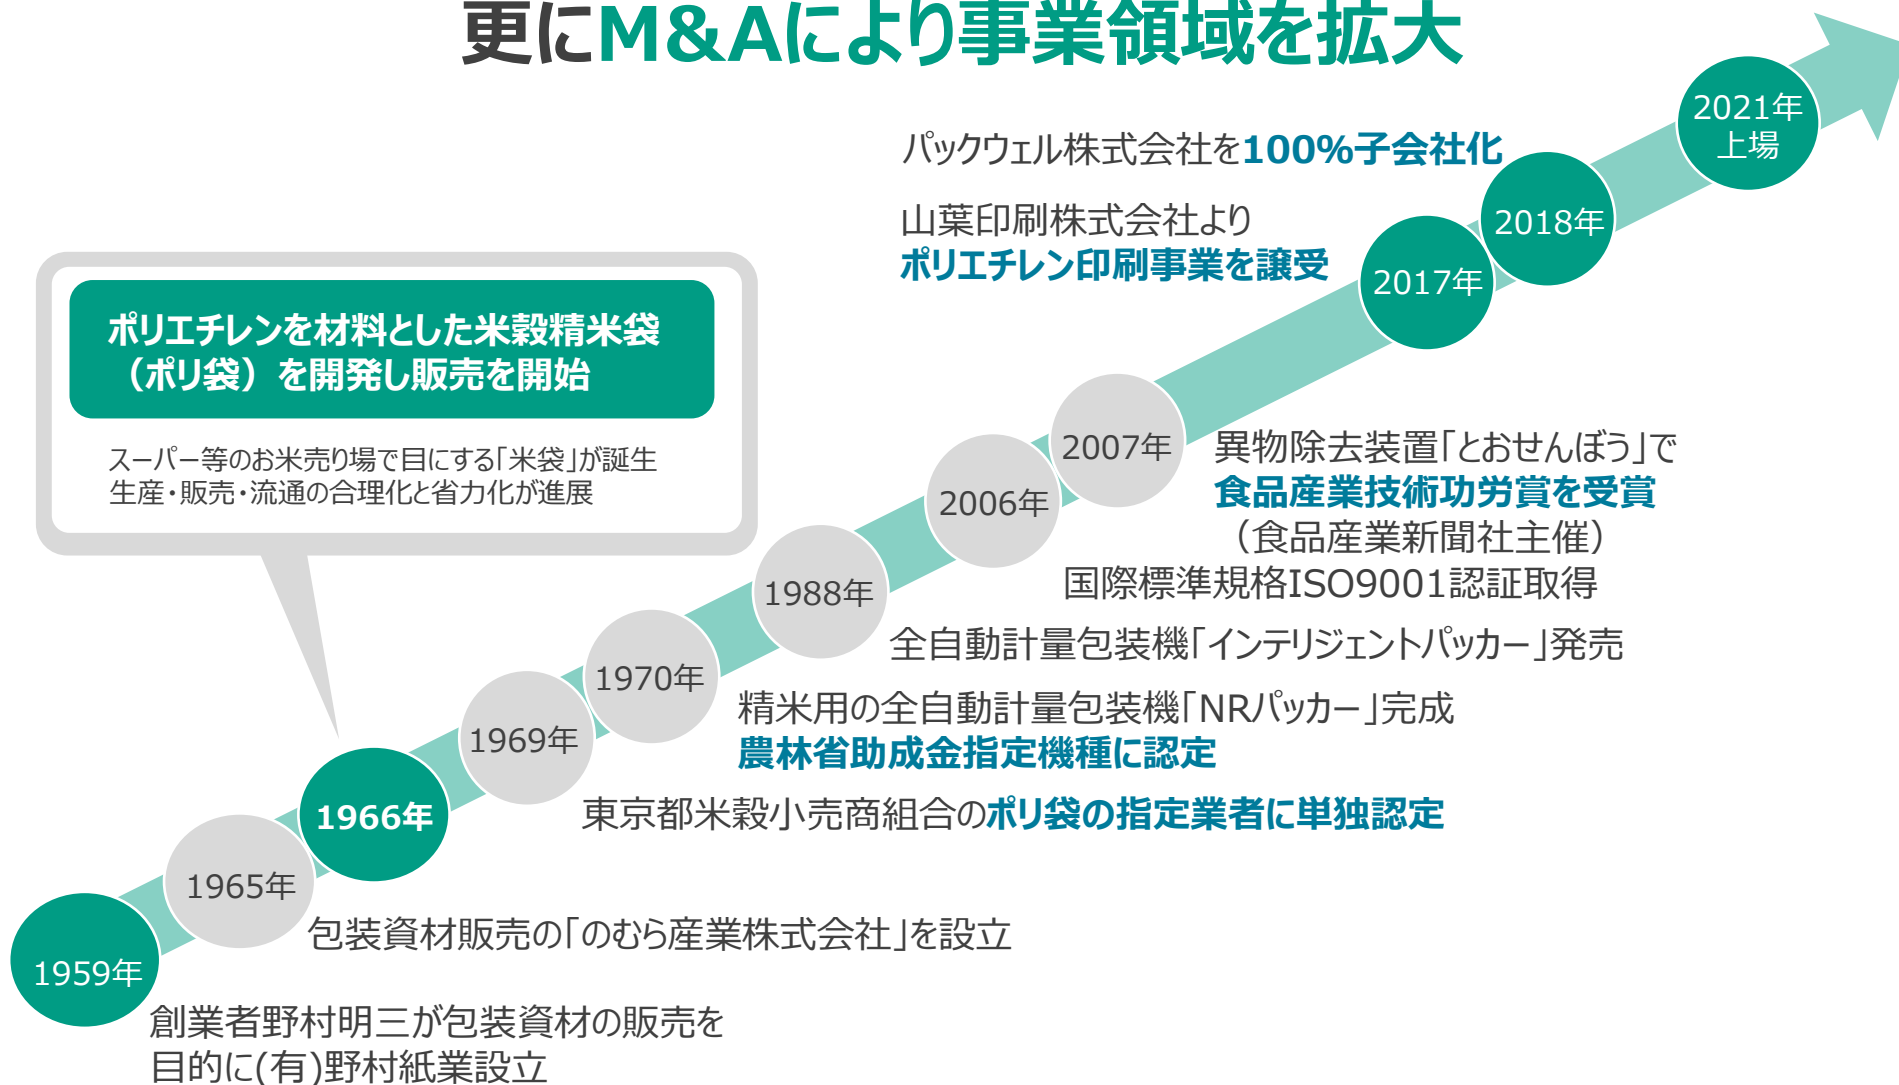 更にM&Aにより事業領域を拡大
2021年
上場
パックウェル株式会社を100%子会社化
2018年
山葉印刷株式会社より
ポリエチレン印刷事業を譲受
2017年
ポリエチレンを材料とした米穀精米袋
（ポリ袋）を開発し販売を開始
スーパー等のお米売り場で目にする「米袋」が誕生
生産・販売・流通の合理化と省力化が進展
2007年
異物除去装置「とおせんぼう」で
食品産業技術功労賞を受賞
（食品産業新聞社主催）
2006年
国際標準規格ISO9001認証取得
1988年
全自動計量包装機「インテリジェントパッカー」発売
1970年
精米用の全自動計量包装機「NRパッカー」完成
農林省助成金指定機種に認定
1969年
東京都米穀小売商組合のポリ袋の指定業者に単独認定
1966年
1965年
包装資材販売の「のむら産業株式会社」を設立
1959年
創業者野村明三が包装資材の販売を
目的に(有)野村紙業設立